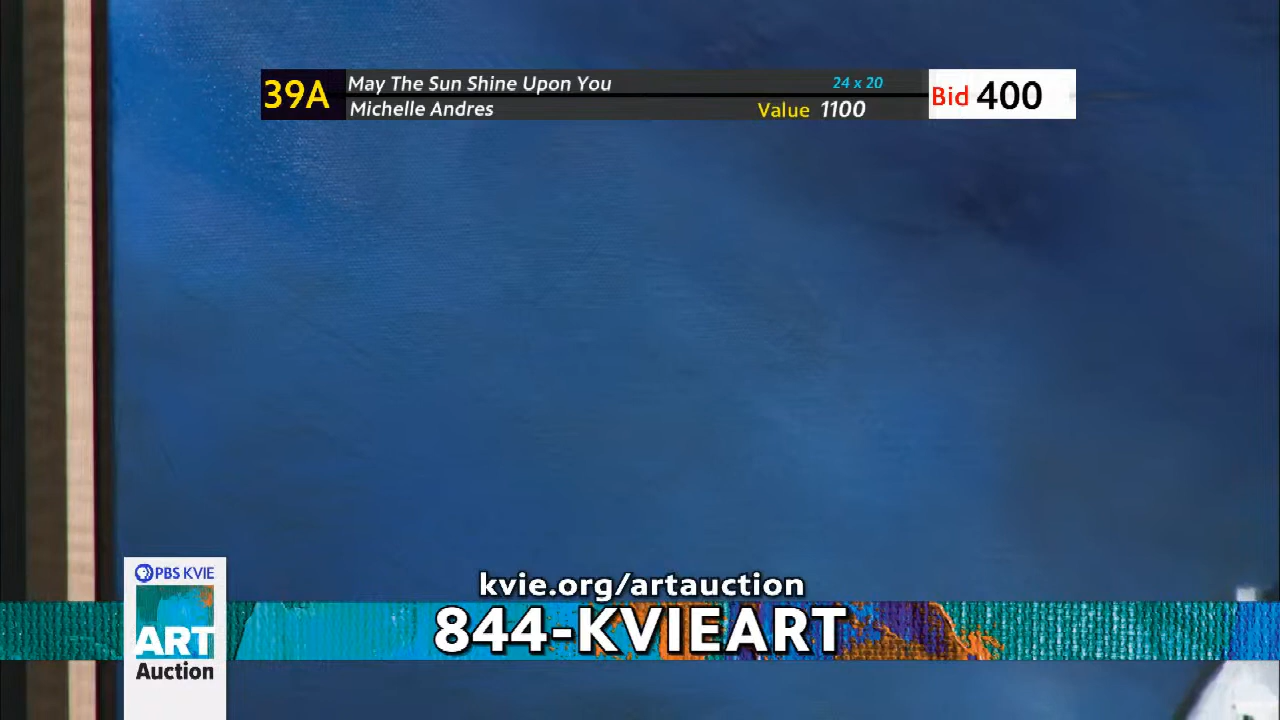 39A
May The Sun Shine Upon You
24 x 20
Bid 400
Michelle Andres
Value 1100
kvie.org/artauction
844-KVIEART
PBS KVIE
ART
Auction